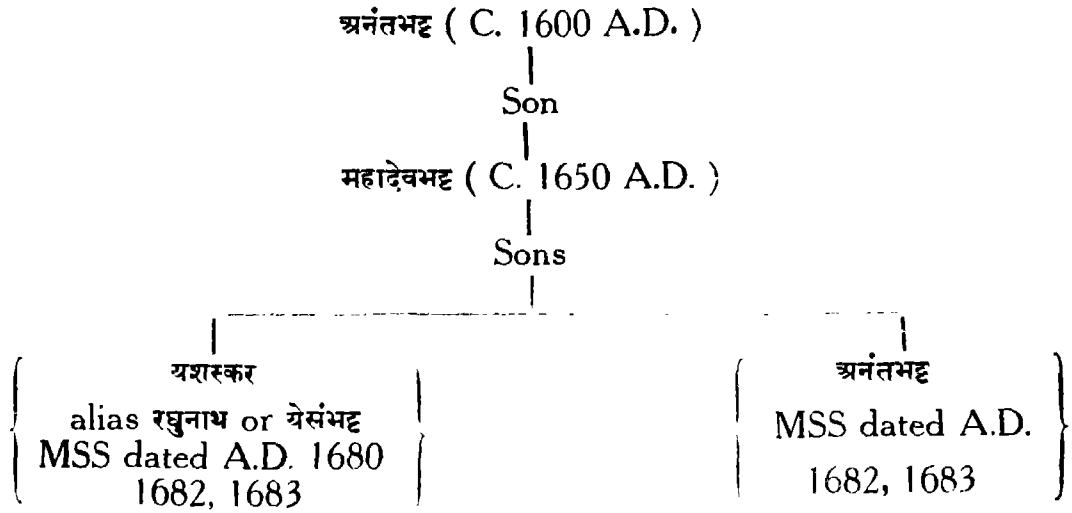 अनंतभट्ट ( C. 1600 A.D. )
Son
महादेवभट्ट ( C. 1650 A.D. )
Sons
यशस्कर
alias रघुनाथ or येसंभट्ट
MSS dated A.D. 1680
1682, 1683
अनंतभट्ट
MSS dated A.D.
1682, 1683